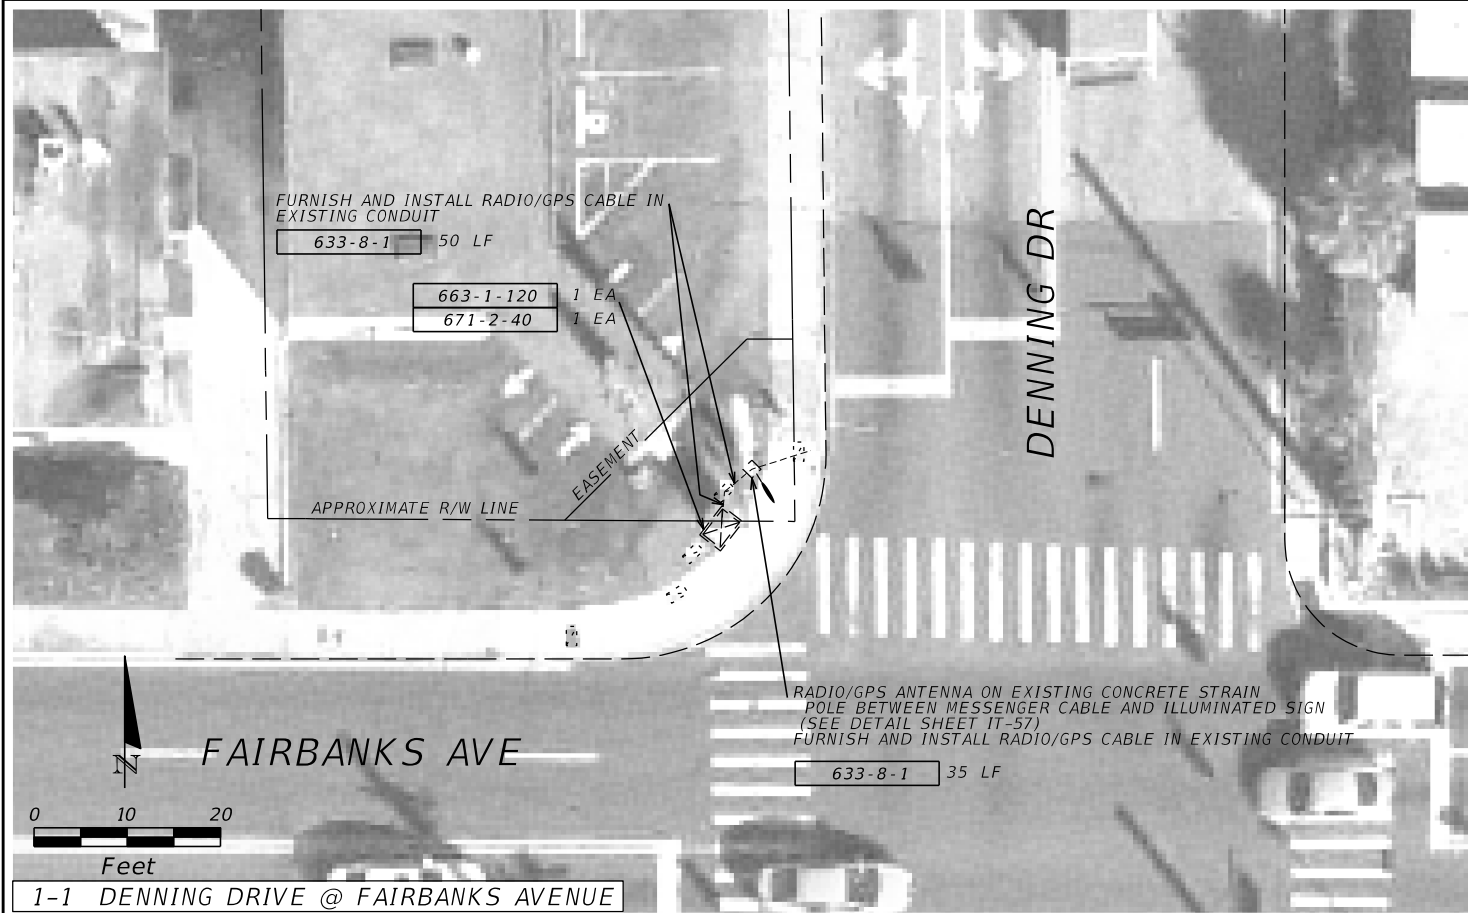 FURNISH AND INSTALL RADIO/GPS CABLE IN
EXISTING CONDUIT
633-8-1 50 LF
663-1-120 1 EA
671-2-40 1 EA
DENNING DR
EASEMENT
APPROXIMATE R/W LINE
RADIO/GPS ANTENNA ON EXISTING CONCRETE STRAIN
POLE BETWEEN MESSENGER CABLE AND ILLUMINATED SIGN
(SEE DETAIL SHEET IT-57)
FURNISH AND INSTALL RADIO/GPS CABLE IN EXISTING CONDUIT
633-8-1 35 LF
FAIRBANKS AVE
N
0 10 20
Feet
1-1 DENNING DRIVE @ FAIRBANKS AVENUE